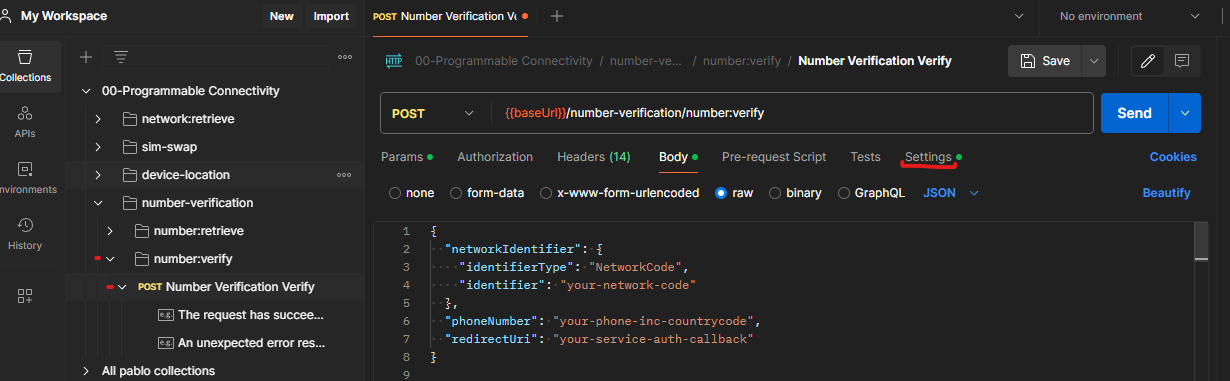 My Workspace
New
Import
POST Number Verification Ve
No environment
Collections
APIs
nvironments
History
00-Programmable Connectivity
network:retrieve
sim-swap
device-location
number-verification
number:retrieve
number:verify
POST Number Verification Verify
e.g. The request has succee...
e.g. An unexpected error res...
All pablo collections
HTTP 00-Programmable Connectivity / number-ve... / number:verify / Number Verification Verify
Save
POST
{{baseUrl}}/number-verification/number:verify
Send
Params Authorization Headers (14) Body Pre-request Script Tests Settings Cookies
none form-data x-www-form-urlencoded raw binary GraphQL JSON Beautify
1 {
2 "networkIdentifier": {
3 "identifierType": "NetworkCode",
4 "identifier": "your-network-code"
5 },
6 "phoneNumber": "your-phone-inc-countrycode",
7 "redirectUri": "your-service-auth-callback"
8 }
9